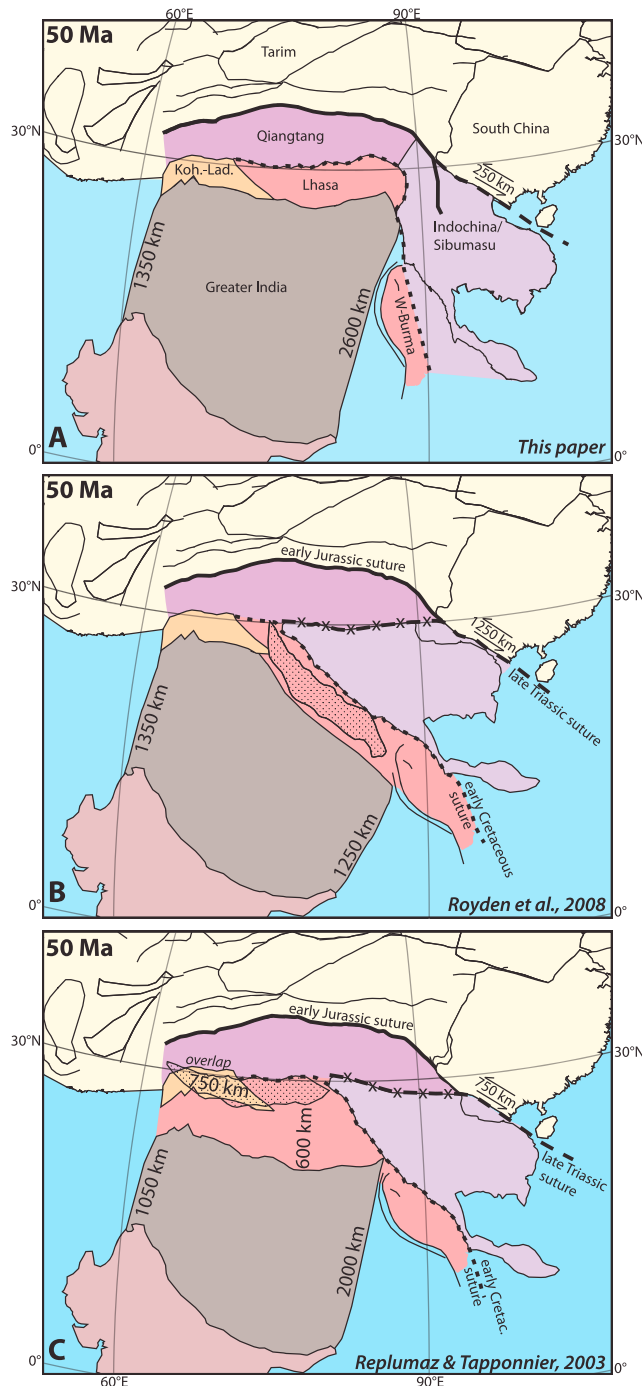 50 Ma
60°E
90°E
Tarim
30°N
30°N
Qiangtang
South China
Koh.-Lad.
Lhasa
250 km
Indochina/
Sibumasu
1350 km
Greater India
2600 km
W-Burma
A
This paper
0°
0°
50 Ma
early Jurassic suture
30°N
30°N
1250 km
late Triassic suture
1350 km
1250 km
early Cretaceous
suture
B
Royden et al., 2008
0°
0°
50 Ma
early Jurassic suture
30°N
30°N
overlap
750 km
750 km
600 km
late Triassic
suture
1050 km
2000 km
early Cretac.
suture
C
Replumaz & Tapponnier, 2003
0°
0°
60°E
90°E